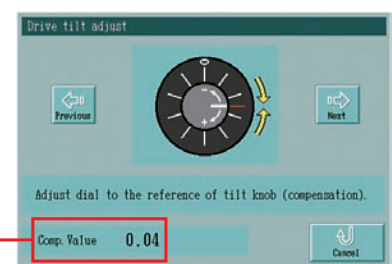 Drive tilt adjust
Previous
Next
Adjust dial to the reference of tilt knob (compensation).
Comp. Value 0.04
Cancel